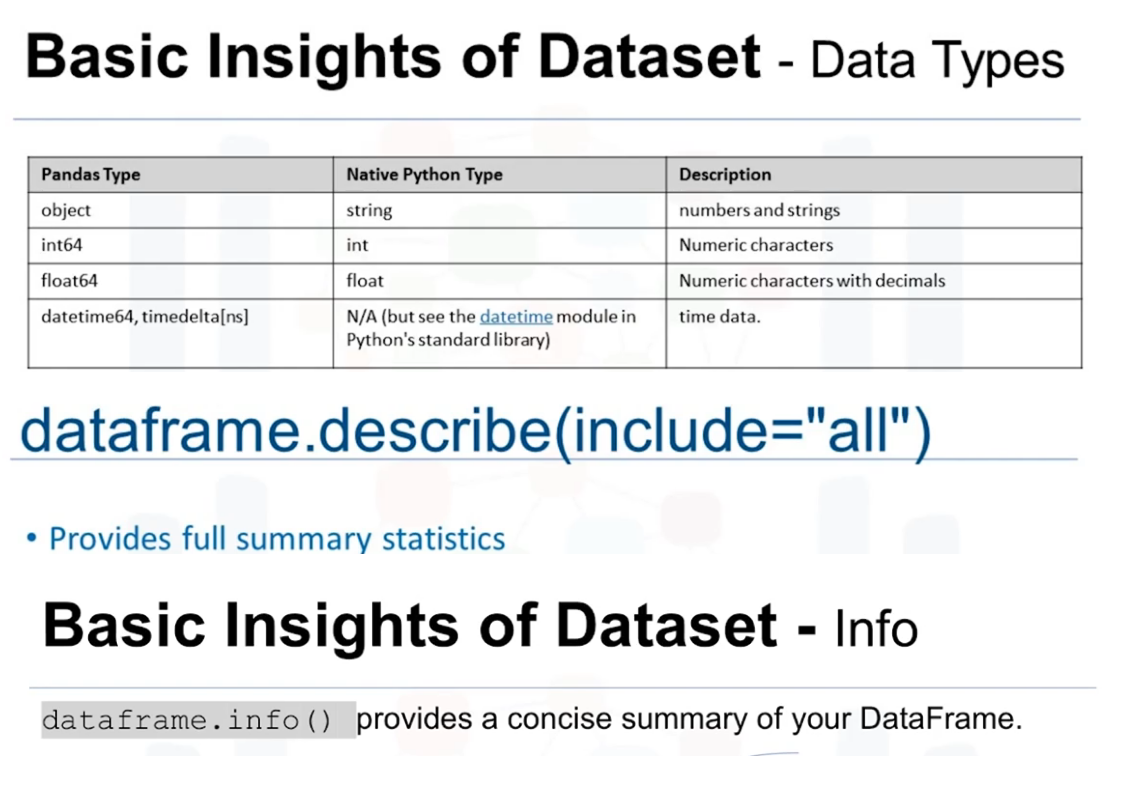 Basic Insights of Dataset - Data Types
Pandas Type Native Python Type Description
object string numbers and strings
int64 int Numeric characters
float64 float Numeric characters with decimals
datetime64, timedelta[ns] N/A (but see the datetime module in time data.
Python's standard library)
dataframe.describe(include="all")
• Provides full summary statistics
Basic Insights of Dataset - Info
dataframe.info() provides a concise summary of your DataFrame.